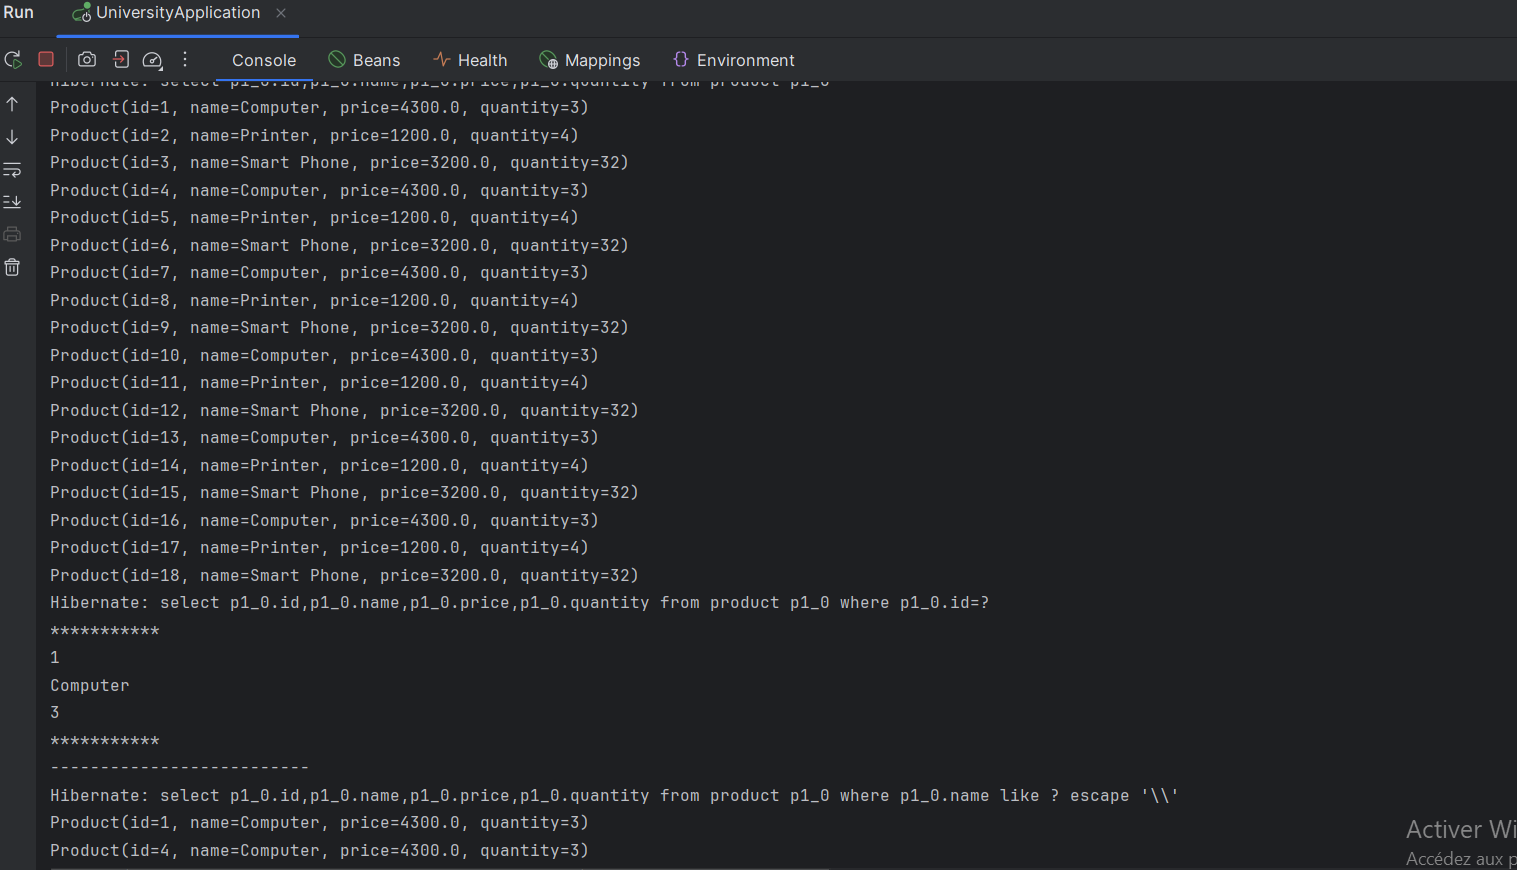 Run
UniversityApplication
Console Beans Health Mappings Environment
Hibernate: select p1_0.id,p1_0.name,p1_0.price,p1_0.quantity from product p1_0
Product(id=1, name=Computer, price=4300.0, quantity=3)
Product(id=2, name=Printer, price=1200.0, quantity=4)
Product(id=3, name=Smart Phone, price=3200.0, quantity=32)
Product(id=4, name=Computer, price=4300.0, quantity=3)
Product(id=5, name=Printer, price=1200.0, quantity=4)
Product(id=6, name=Smart Phone, price=3200.0, quantity=32)
Product(id=7, name=Computer, price=4300.0, quantity=3)
Product(id=8, name=Printer, price=1200.0, quantity=4)
Product(id=9, name=Smart Phone, price=3200.0, quantity=32)
Product(id=10, name=Computer, price=4300.0, quantity=3)
Product(id=11, name=Printer, price=1200.0, quantity=4)
Product(id=12, name=Smart Phone, price=3200.0, quantity=32)
Product(id=13, name=Computer, price=4300.0, quantity=3)
Product(id=14, name=Printer, price=1200.0, quantity=4)
Product(id=15, name=Smart Phone, price=3200.0, quantity=32)
Product(id=16, name=Computer, price=4300.0, quantity=3)
Product(id=17, name=Printer, price=1200.0, quantity=4)
Product(id=18, name=Smart Phone, price=3200.0, quantity=32)
Hibernate: select p1_0.id,p1_0.name,p1_0.price,p1_0.quantity from product p1_0 where p1_0.id=?
***********
1
Computer
3
***********
--------------------------
Hibernate: select p1_0.id,p1_0.name,p1_0.price,p1_0.quantity from product p1_0 where p1_0.name like ? escape '\\'
Product(id=1, name=Computer, price=4300.0, quantity=3)
Product(id=4, name=Computer, price=4300.0, quantity=3)
Activer Wi
Accédez aux p